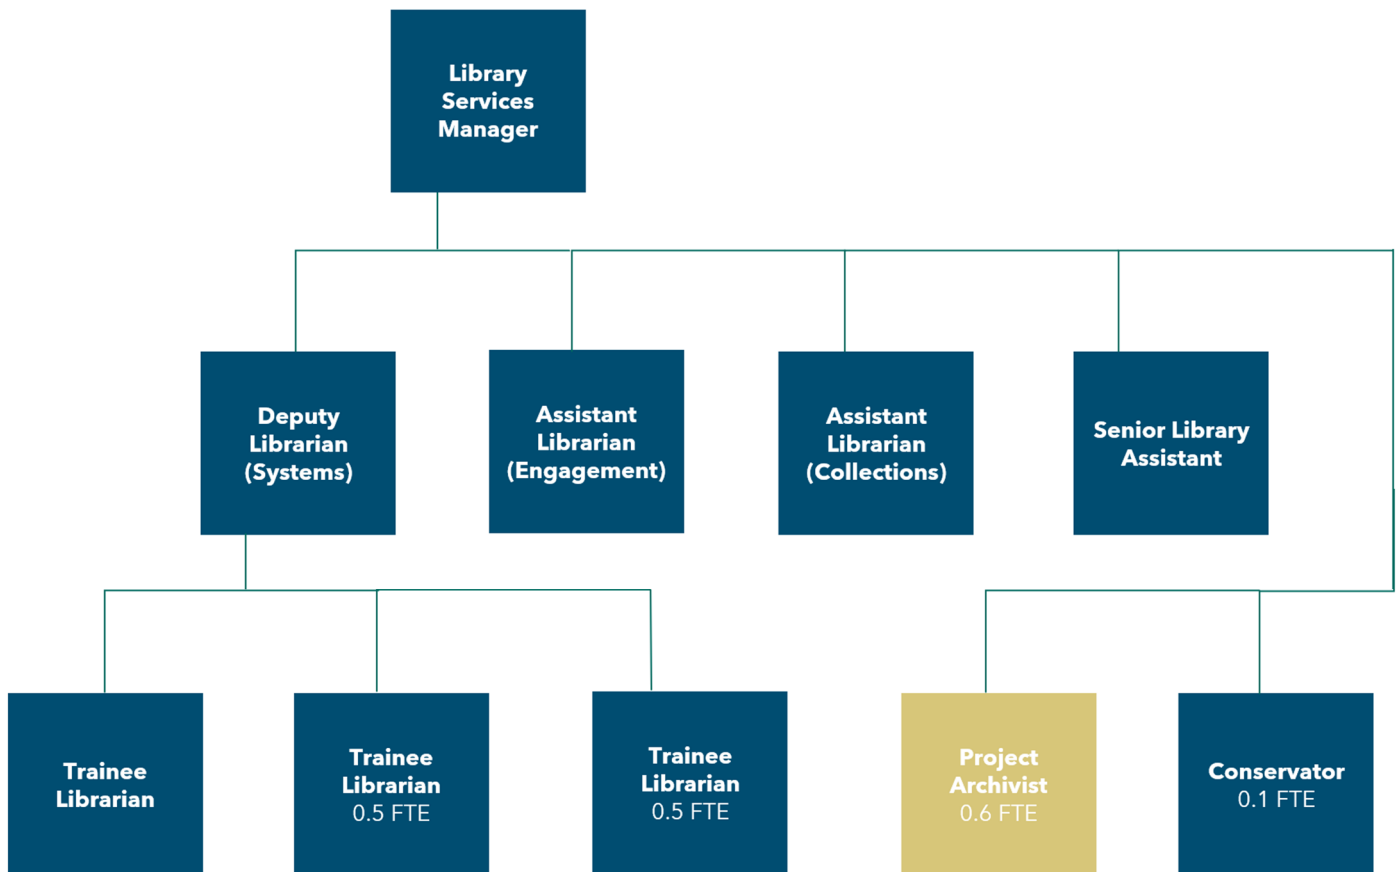 Library
Services
Manager
Deputy
Librarian
(Systems)
Assistant
Librarian
(Engagement)
Assistant
Librarian
(Collections)
Senior Library
Assistant
Trainee
Librarian
Trainee
Librarian
0.5 FTE
Trainee
Librarian
0.5 FTE
Project
Archivist
0.6 FTE
Conservator
0.1 FTE